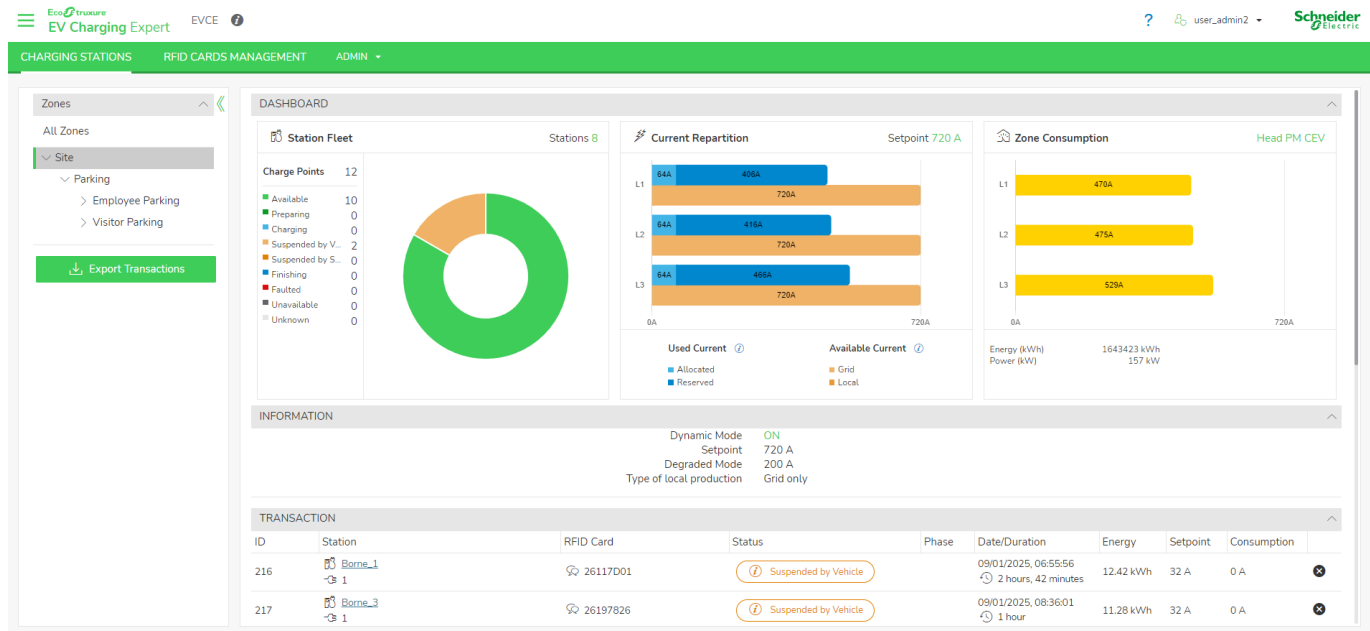 EcoStruxure
EV Charging Expert
EVCE
?
user_admin2
Schneider
Electric
CHARGING STATIONS
RFID CARDS MANAGEMENT
ADMIN
Zones
All Zones
Site
Parking
Employee Parking
Visitor Parking
Export Transactions
DASHBOARD
Station Fleet
Stations 8
Charge Points 12
Available 10
Preparing 0
Charging 0
Suspended by V... 2
Suspended by S... 0
Finishing 0
Faulted 0
Unavailable 0
Unknown 0
Current Repartition
Setpoint 720 A
L1
64A 406A
720A
L2
64A 416A
720A
L3
64A 466A
720A
0A 720A
Used Current
Allocated
Reserved
Available Current
Grid
Local
Zone Consumption
Head PM CEV
L1 470A
L2 475A
L3 529A
0A 720A
Energy (kWh) 1643423 kWh
Power (kW) 157 kW
INFORMATION
Dynamic Mode ON
Setpoint 720 A
Degraded Mode 200 A
Type of local production Grid only
TRANSACTION
ID Station RFID Card Status Phase Date/Duration Energy Setpoint Consumption
216 Borne_1 1 26117D01 Suspended by Vehicle 09/01/2025, 06:55:56 2 hours, 42 minutes 12.42 kWh 32 A 0 A
217 Borne_3 1 26197826 Suspended by Vehicle 09/01/2025, 08:36:01 1 hour 11.28 kWh 32 A 0 A